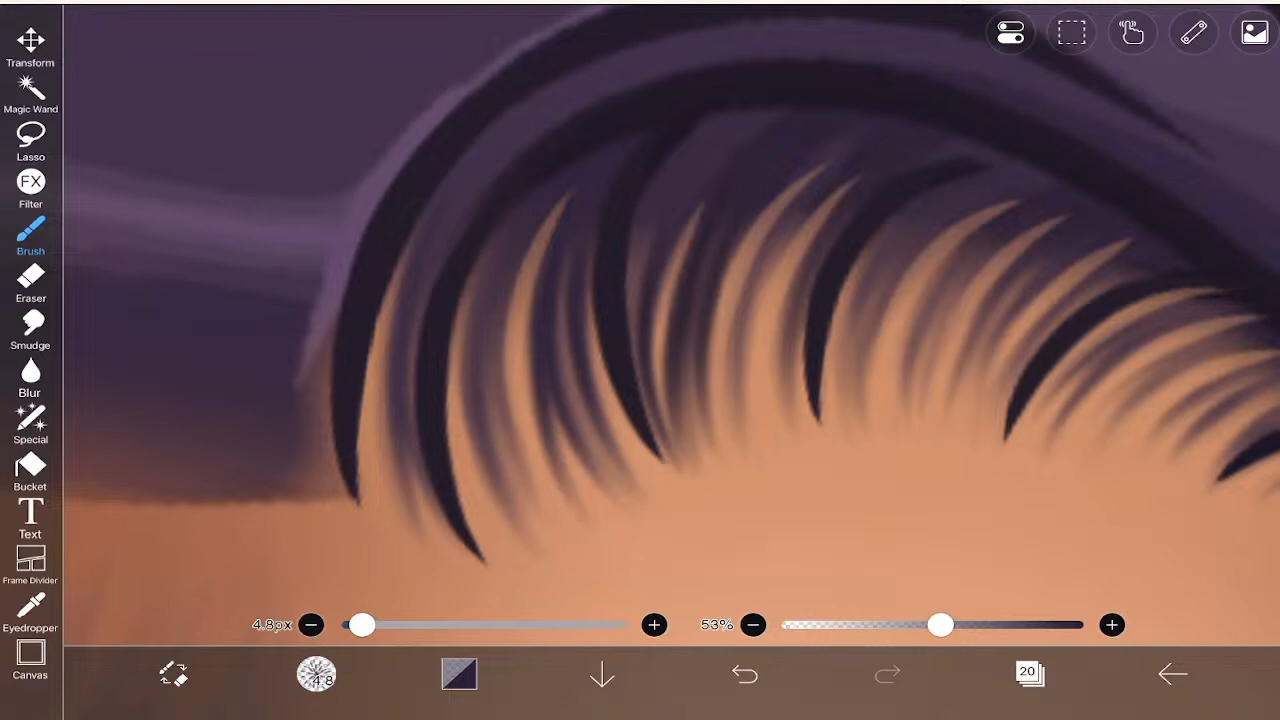 Transform
Magic Wand
Lasso
FX
Filter
Brush
Eraser
Smudge
Blur
Special
Bucket
T
Text
Frame Divider
Eyedropper
Canvas
4.8px
53%
4.8
20